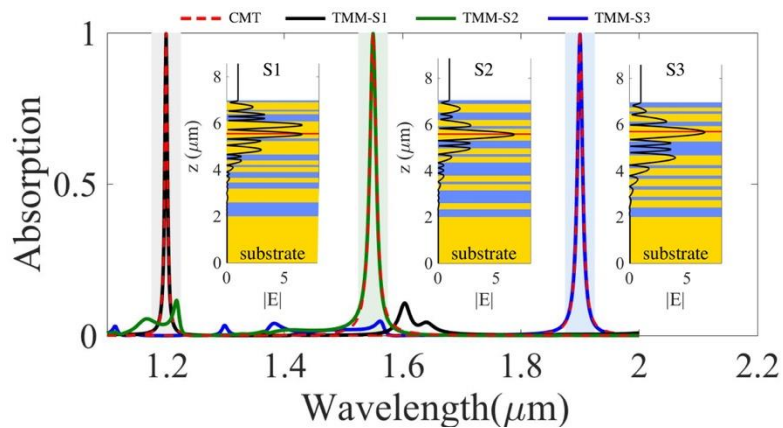 CMT TMM-S1 TMM-S2 TMM-S3
1
0.5
0
Absorption
S1
8
6
4
2
0
z (μm)
substrate
0 5
|E|
S2
8
6
4
2
0
z (μm)
substrate
0 5
|E|
S3
8
6
4
2
0
z (μm)
substrate
0 5
|E|
1.2 1.4 1.6 1.8 2 2.2
Wavelength(μm)